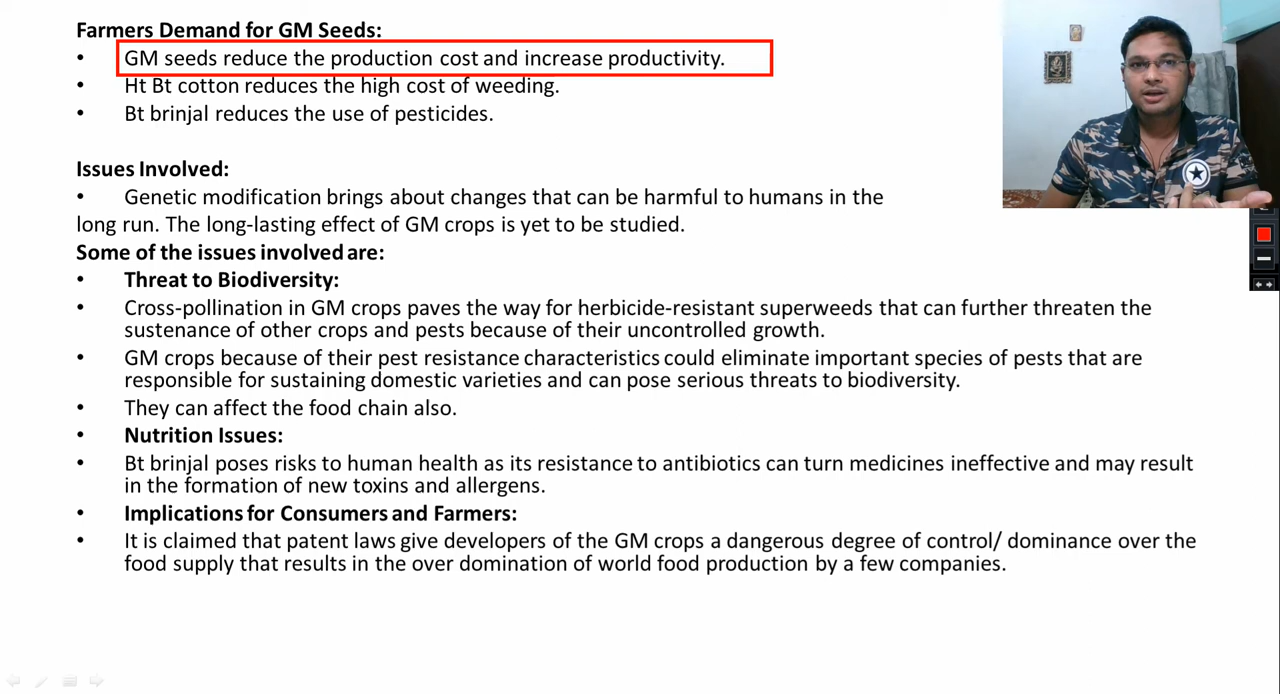 Farmers Demand for GM Seeds:
• GM seeds reduce the production cost and increase productivity.
• Ht Bt cotton reduces the high cost of weeding.
• Bt brinjal reduces the use of pesticides.
Issues Involved:
• Genetic modification brings about changes that can be harmful to humans in the
long run. The long-lasting effect of GM crops is yet to be studied.
Some of the issues involved are:
• Threat to Biodiversity:
• Cross-pollination in GM crops paves the way for herbicide-resistant superweeds that can further threaten the
sustenance of other crops and pests because of their uncontrolled growth.
• GM crops because of their pest resistance characteristics could eliminate important species of pests that are
responsible for sustaining domestic varieties and can pose serious threats to biodiversity.
• They can affect the food chain also.
• Nutrition Issues:
• Bt brinjal poses risks to human health as its resistance to antibiotics can turn medicines ineffective and may result
in the formation of new toxins and allergens.
• Implications for Consumers and Farmers:
• It is claimed that patent laws give developers of the GM crops a dangerous degree of control/ dominance over the
food supply that results in the over domination of world food production by a few companies.